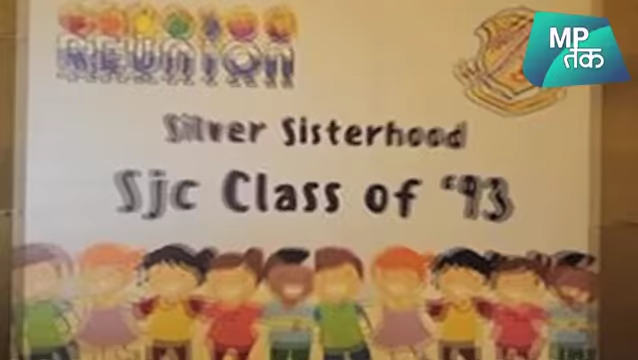 REUNION
MP
तक
Silver Sisterhood
Sjc Class of '93